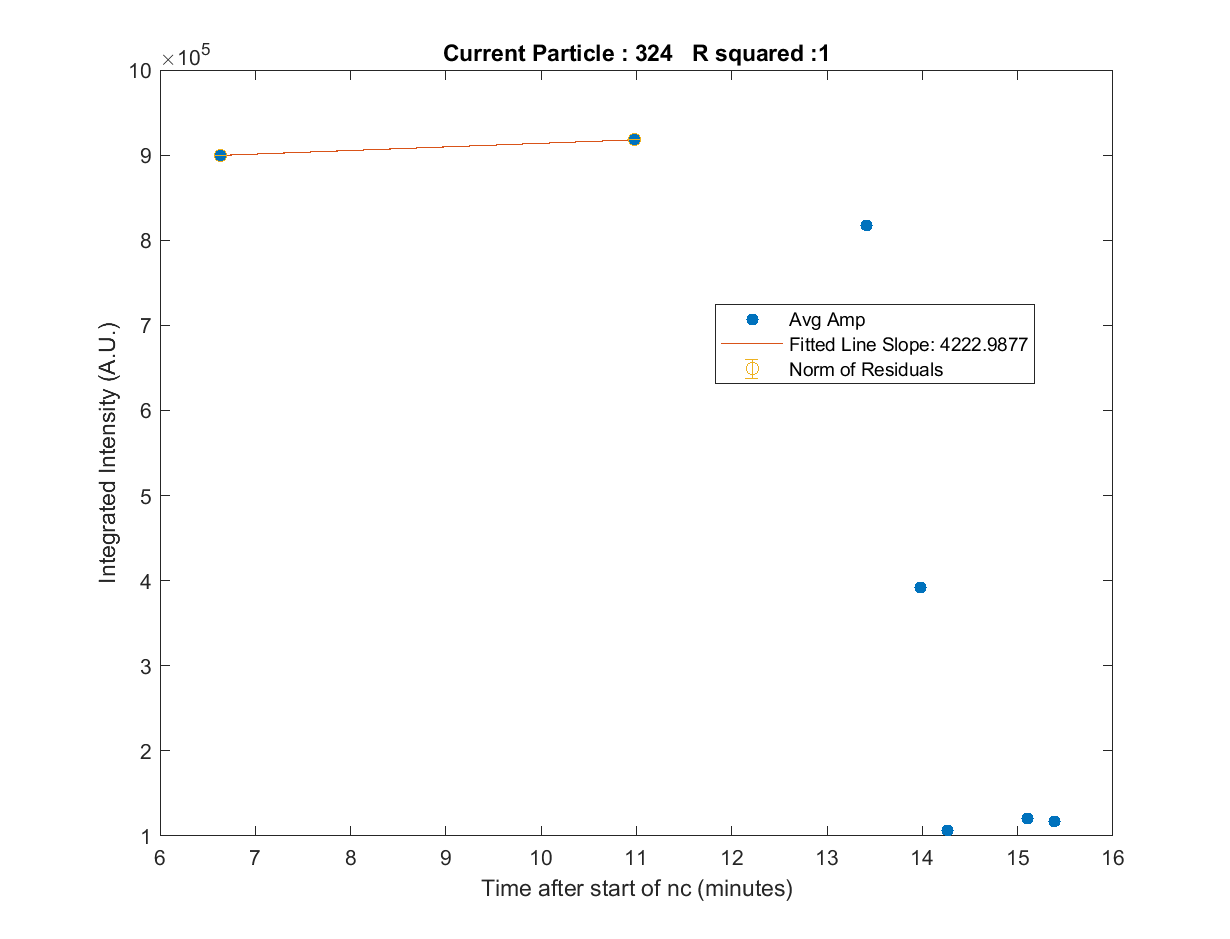 Current Particle : 324 R squared :1
×10⁵
10
9
8
7
6
5
4
3
2
1
Integrated Intensity (A.U.)
Avg Amp
Fitted Line Slope: 4222.9877
Norm of Residuals
6 7 8 9 10 11 12 13 14 15 16
Time after start of nc (minutes)